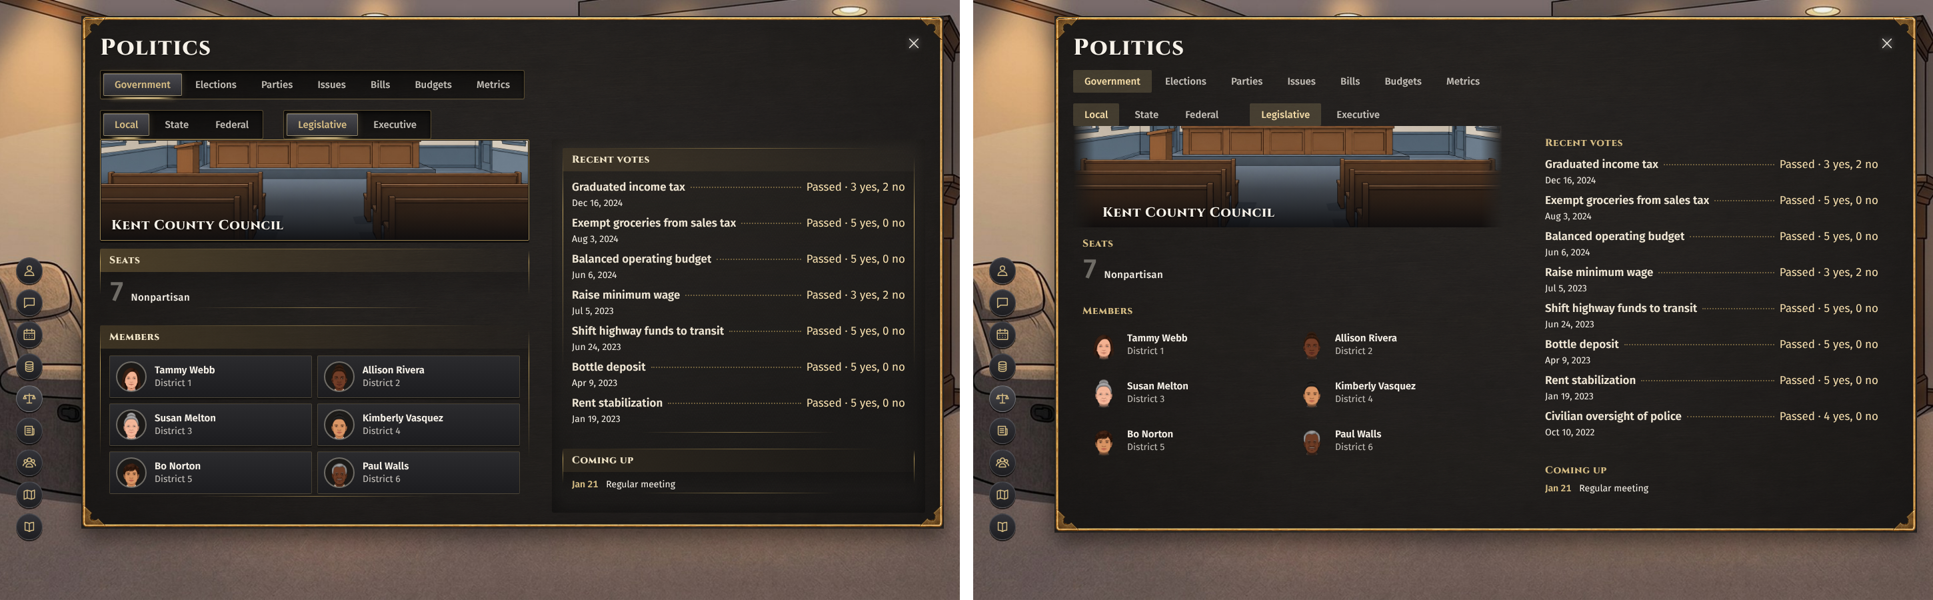 Politics
Government Elections Parties Issues Bills Budgets Metrics
Local State Federal Legislative Executive
Kent County Council
Seats
7 Nonpartisan
Members
Tammy Webb
District 1
Allison Rivera
District 2
Susan Melton
District 3
Kimberly Vasquez
District 4
Bo Norton
District 5
Paul Walls
District 6
Recent votes
Graduated income tax Passed · 3 yes, 2 no
Dec 16, 2024
Exempt groceries from sales tax Passed · 5 yes, 0 no
Aug 3, 2024
Balanced operating budget Passed · 5 yes, 0 no
Jun 6, 2024
Raise minimum wage Passed · 3 yes, 2 no
Jul 5, 2023
Shift highway funds to transit Passed · 5 yes, 0 no
Jun 24, 2023
Bottle deposit Passed · 5 yes, 0 no
Apr 9, 2023
Rent stabilization Passed · 5 yes, 0 no
Jan 19, 2023
Coming up
Jan 21 Regular meeting
Politics
Government Elections Parties Issues Bills Budgets Metrics
Local State Federal Legislative Executive
Kent County Council
Seats
7 Nonpartisan
Members
Tammy Webb
District 1
Allison Rivera
District 2
Susan Melton
District 3
Kimberly Vasquez
District 4
Bo Norton
District 5
Paul Walls
District 6
Recent votes
Graduated income tax Passed · 3 yes, 2 no
Dec 16, 2024
Exempt groceries from sales tax Passed · 5 yes, 0 no
Aug 3, 2024
Balanced operating budget Passed · 5 yes, 0 no
Jun 6, 2024
Raise minimum wage Passed · 3 yes, 2 no
Jul 5, 2023
Shift highway funds to transit Passed · 5 yes, 0 no
Jun 24, 2023
Bottle deposit Passed · 5 yes, 0 no
Apr 9, 2023
Rent stabilization Passed · 5 yes, 0 no
Jan 19, 2023
Civilian oversight of police Passed · 4 yes, 0 no
Oct 10, 2022
Coming up
Jan 21 Regular meeting